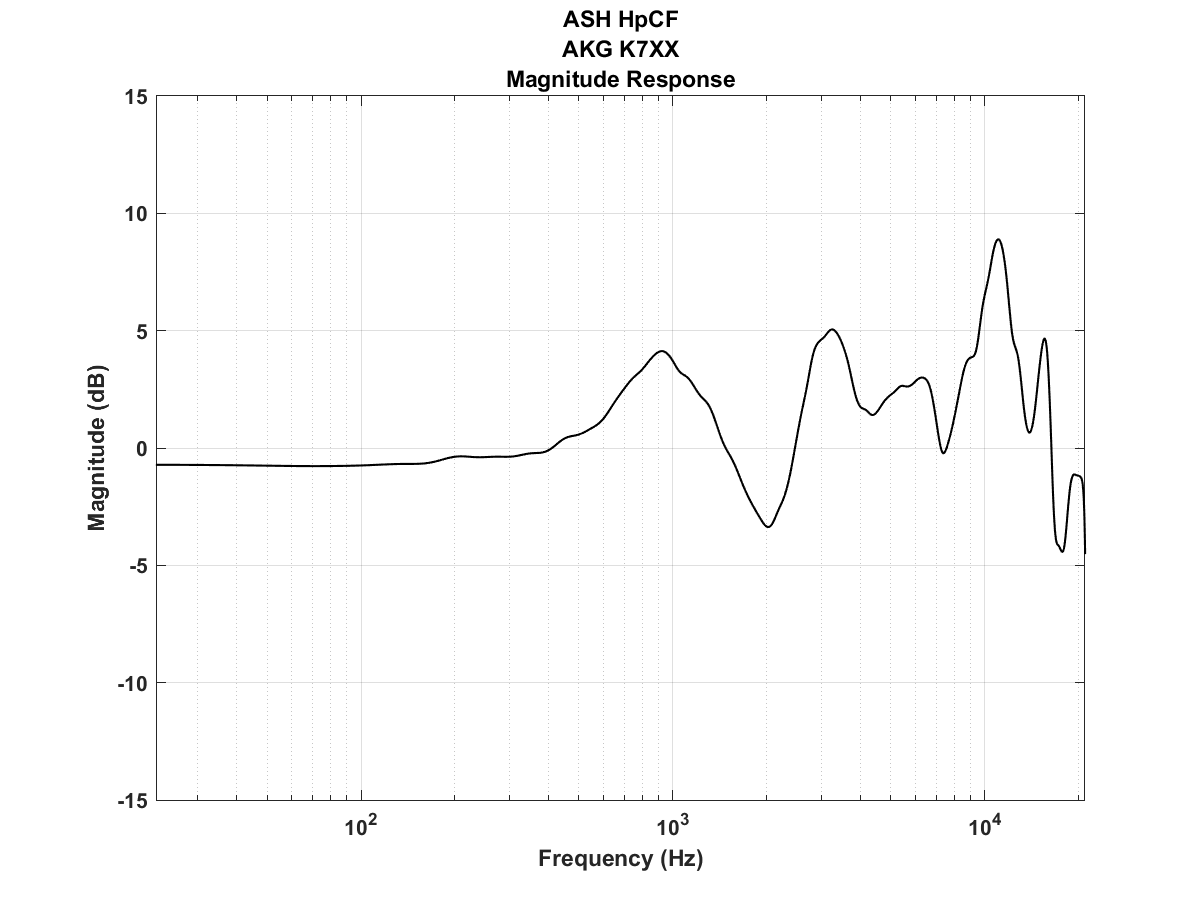 ASH HpCF
AKG K7XX
Magnitude Response
15
10
5
0
-5
-10
-15
Magnitude (dB)
10² 10³ 10⁴
Frequency (Hz)